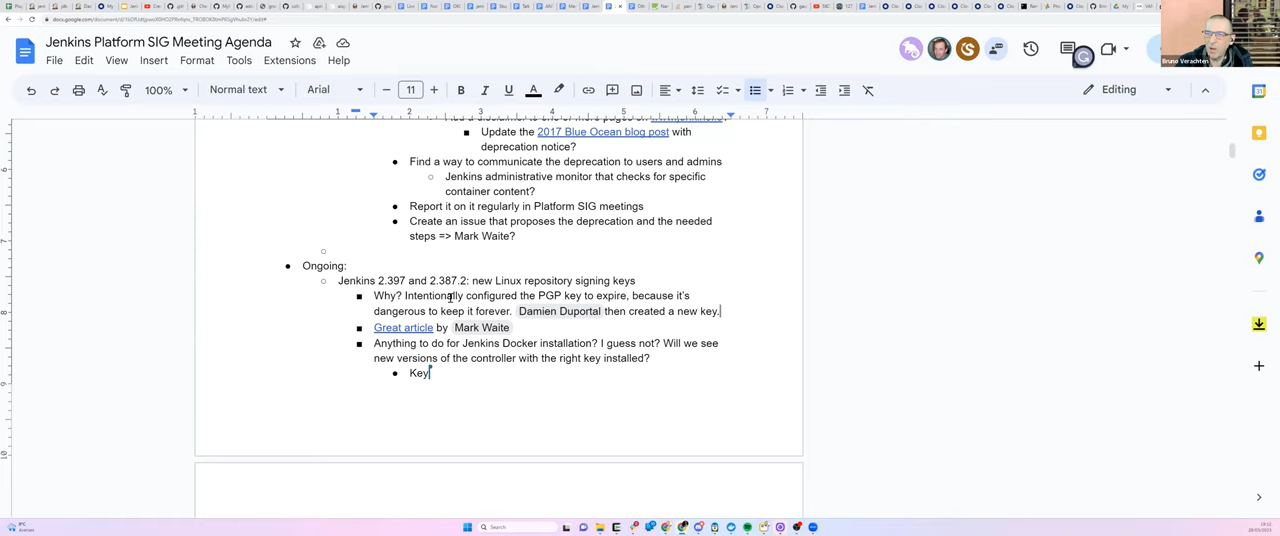 docs.google.com/document/d/
Jenkins Platform SIG Meeting Agenda
File Edit View Insert Format Tools Extensions Help
100% Normal text Arial 11 Editing
Bruno Verachten
Update the 2017 Blue Ocean blog post with
deprecation notice?
Find a way to communicate the deprecation to users and admins
Jenkins administrative monitor that checks for specific
container content?
Report it on it regularly in Platform SIG meetings
Create an issue that proposes the deprecation and the needed
steps => Mark Waite?
Ongoing:
Jenkins 2.397 and 2.387.2: new Linux repository signing keys
Why? Intentionally configured the PGP key to expire, because it's
dangerous to keep it forever. Damien Duportal then created a new key.
Great article by Mark Waite
Anything to do for Jenkins Docker installation? I guess not? Will we see
new versions of the controller with the right key installed?
Key
Search